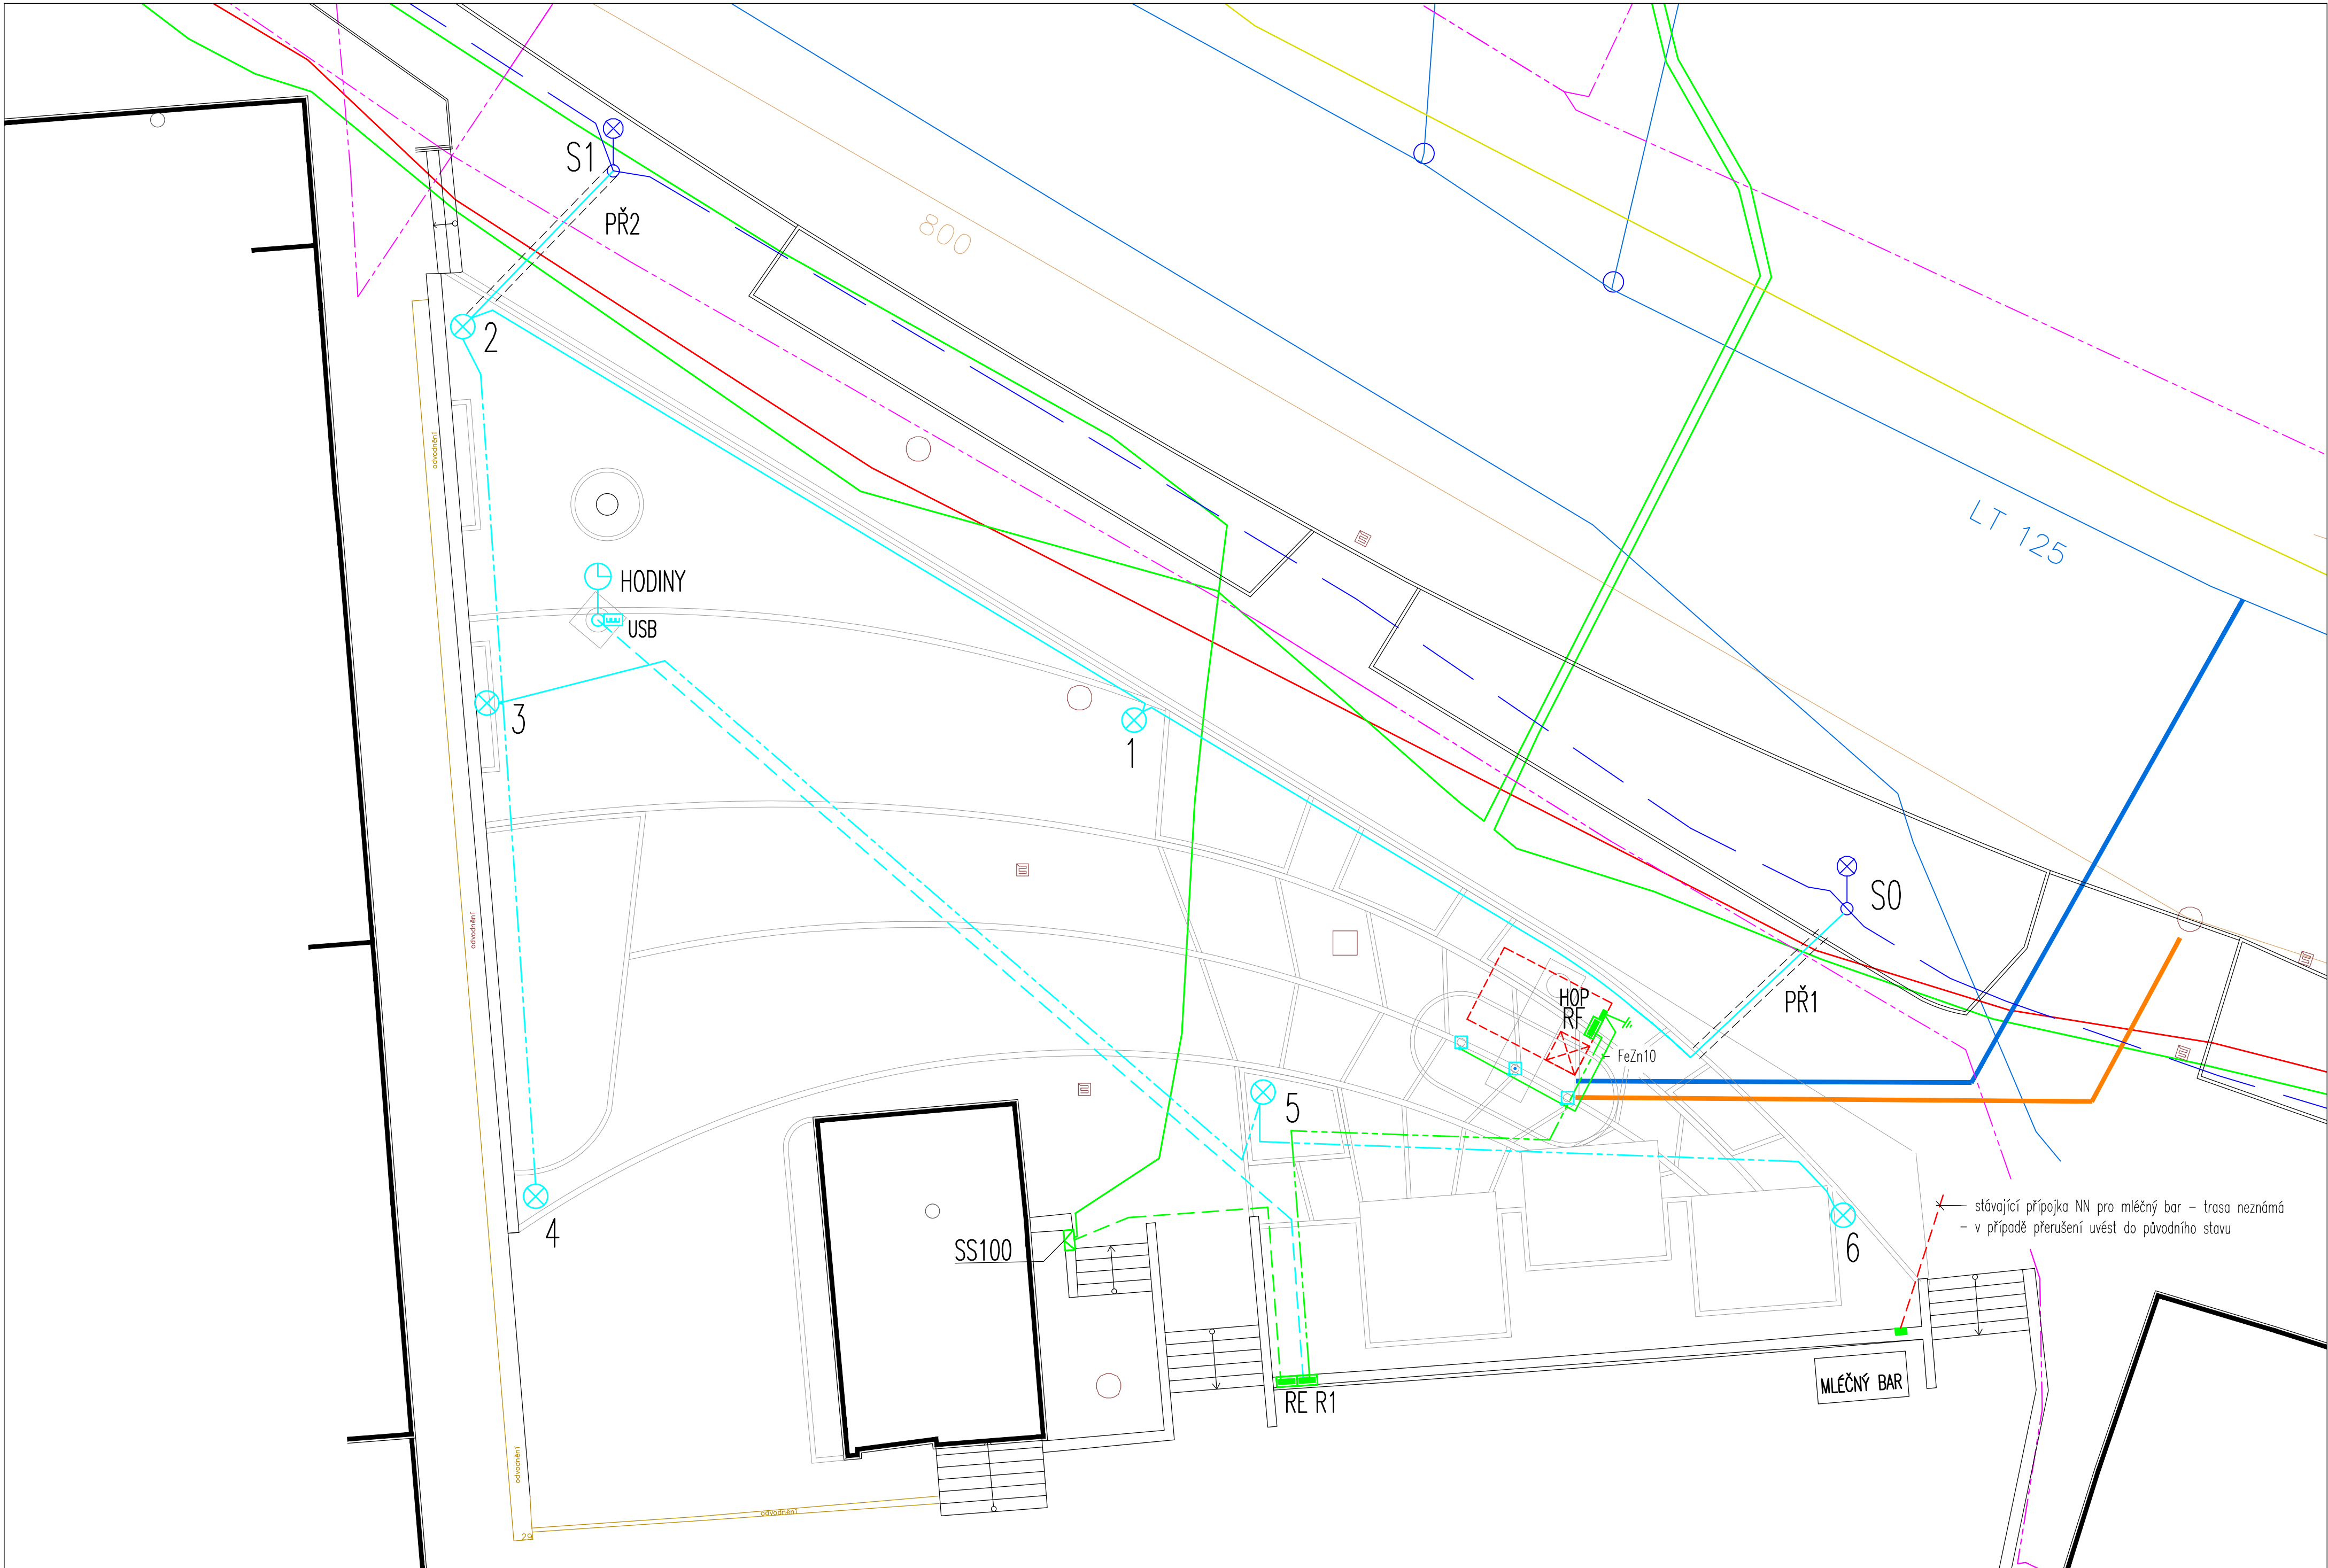 S1
PŘ2
800
2
odvodnění
LT 125
HODINY
USB
3
1
S0
odvodnění
PŘ1
HOP
RF
FeZn10
5
4
SS100
6
stávající přípojka NN pro mléčný bar – trasa neznámá
– v případě přerušení uvést do původního stavu
MLÉČNÝ BAR
RE R1
odvodnění
odvodnění
29